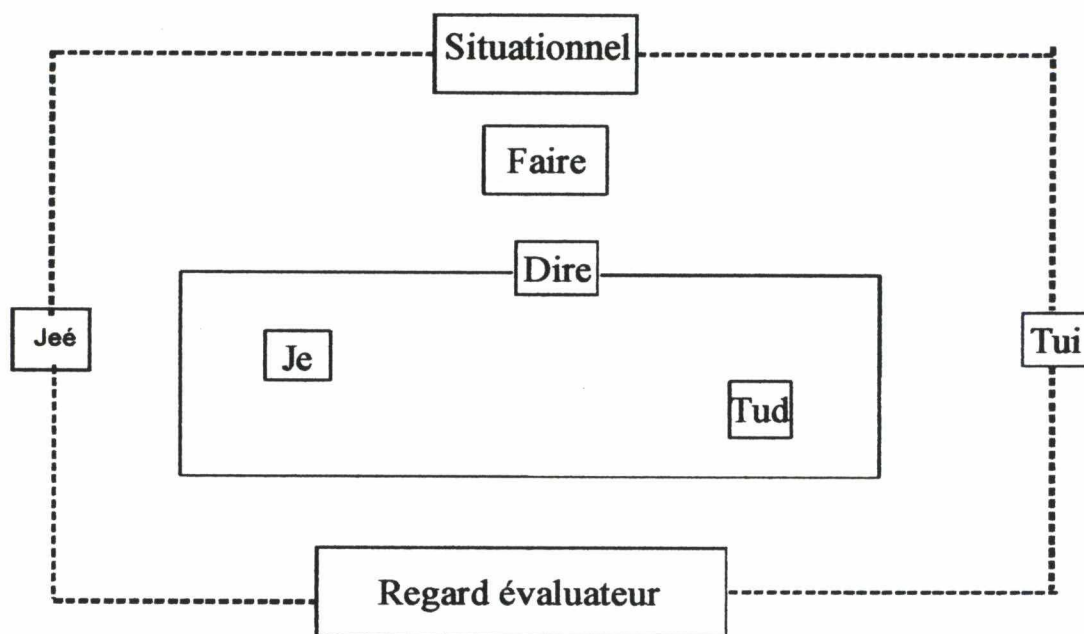 Situationnel
Faire
Dire
Jeé
Je
Tui
Tud
Regard évaluateur